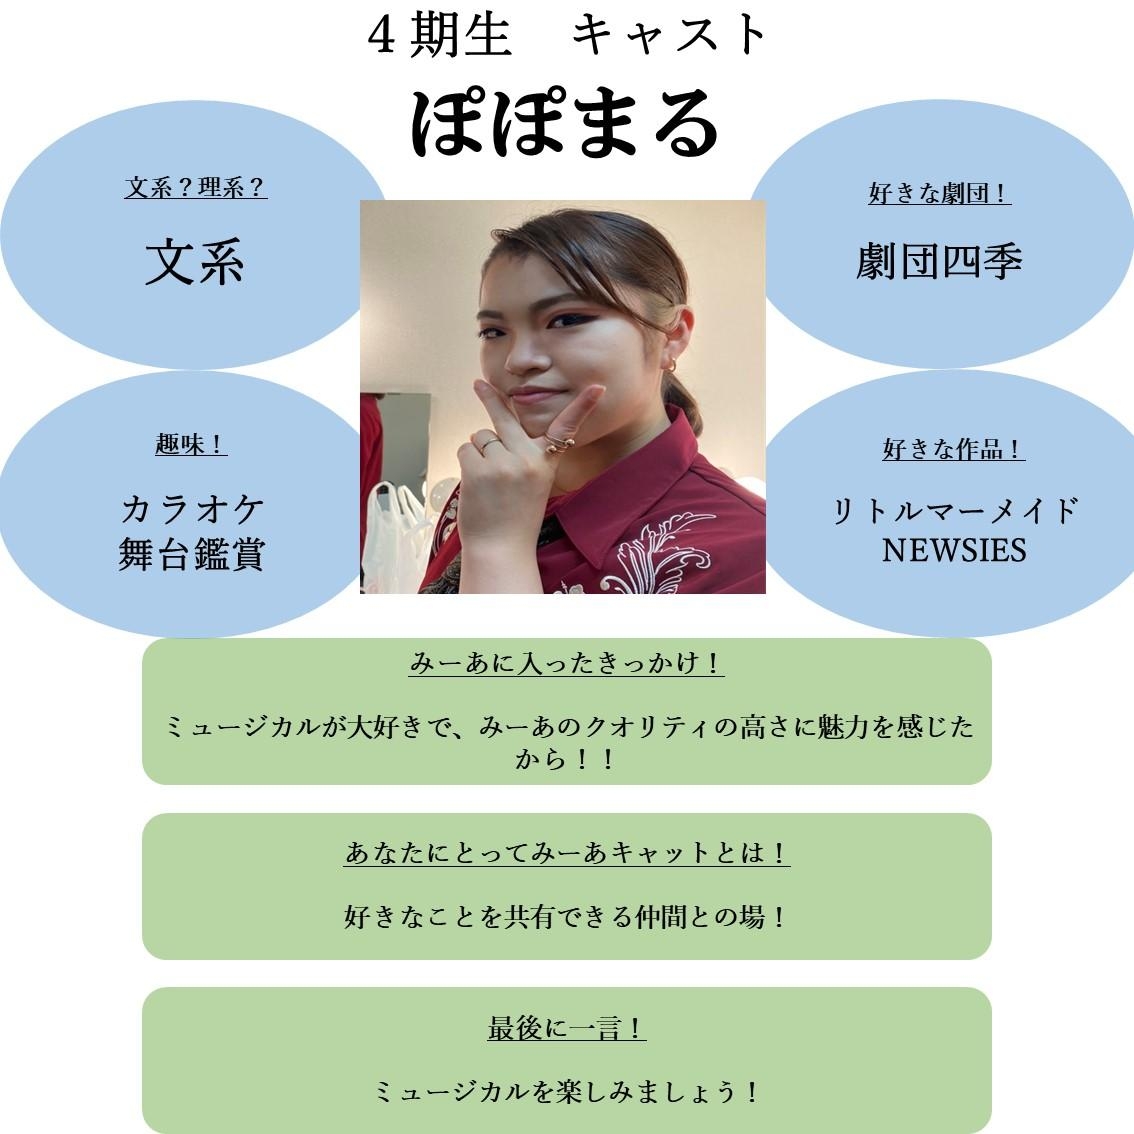 ４期生　キャスト
ぽぽまる
文系？理系？
文系
好きな劇団！
劇団四季
趣味！
カラオケ
舞台鑑賞
好きな作品！
リトルマーメイド
NEWSIES
みーあに入ったきっかけ！
ミュージカルが大好きで、みーあのクオリティの高さに魅力を感じた
から！！
あなたにとってみーあキャットとは！
好きなことを共有できる仲間との場！
最後に一言！
ミュージカルを楽しみましょう！